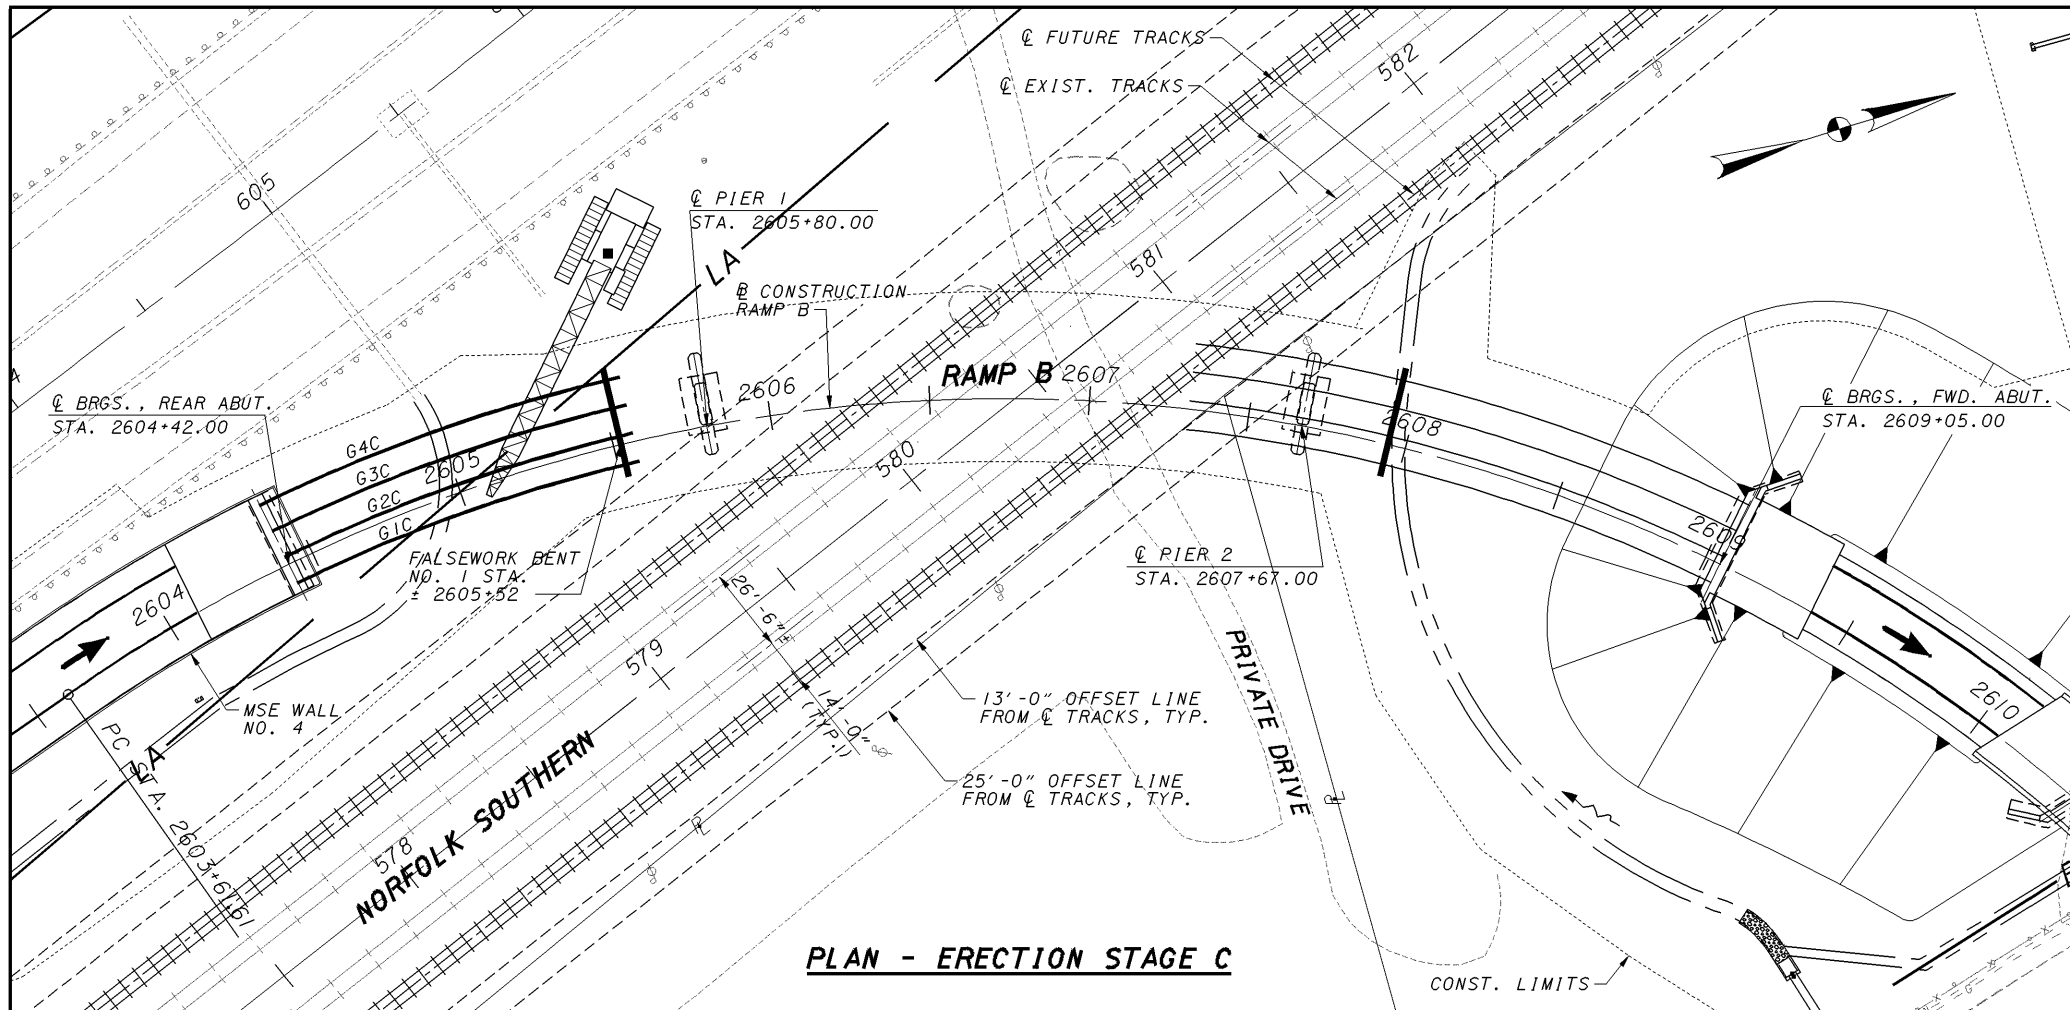 ℄ FUTURE TRACKS
℄ EXIST. TRACKS
582
605
℄ PIER 1
STA. 2605+80.00
LA
581
℄ CONSTRUCTION
RAMP B
RAMP B
2606
2607
℄ BRGS., REAR ABUT.
STA. 2604+42.00
℄ BRGS., FWD. ABUT.
STA. 2609+05.00
2608
G4C
G3C
G2C
G1C
2605
580
2609
FALSEWORK BENT
NO. 1 STA.
± 2605+52
℄ PIER 2
STA. 2607+67.00
2604
26'-6"±
579
14'-0"
(TYP.)
MSE WALL
NO. 4
13'-0" OFFSET LINE
FROM ℄ TRACKS, TYP.
PRIVATE DRIVE
2610
LA
PC STA. 2603+67.61
25'-0" OFFSET LINE
FROM ℄ TRACKS, TYP.
NORFOLK SOUTHERN
578
PLAN - ERECTION STAGE C
CONST. LIMITS